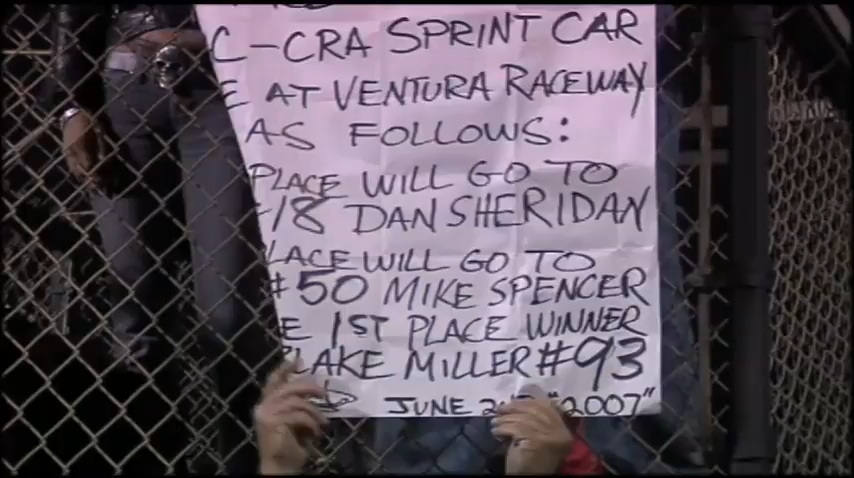 C-CRA SPRINT CAR
E AT VENTURA RACEWAY
AS FOLLOWS:
PLACE WILL GO TO
18 DAN SHERIDAN
LACE WILL GO TO
#50 MIKE SPENCER
E 1ST PLACE WINNER
BLAKE MILLER #93
JUNE "2007"